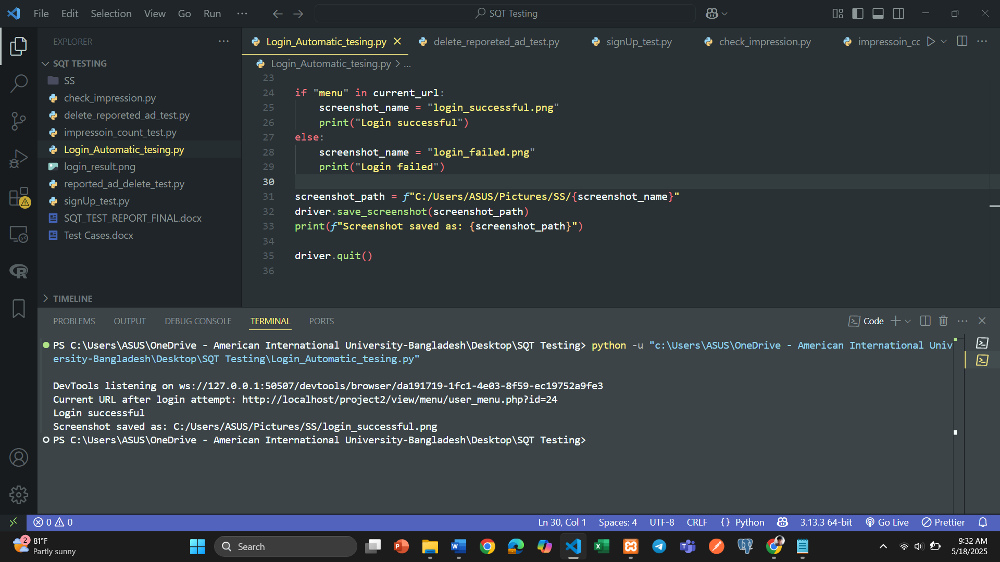 File Edit Selection View Go Run ···
SQT Testing
EXPLORER ···
SQT TESTING
SS
check_impression.py
delete_reporeted_ad_test.py
impressoin_count_test.py
Login_Automatic_tesing.py
login_result.png
reported_ad_delete_test.py
signUp_test.py
SQT_TEST_REPORT_FINAL.docx
Test Cases.docx
TIMELINE
Login_Automatic_tesing.py delete_reporeted_ad_test.py signUp_test.py check_impression.py impressoin_cc ···
Login_Automatic_tesing.py > ...
23
24 if "menu" in current_url:
25 screenshot_name = "login_successful.png"
26 print("Login successful")
27 else:
28 screenshot_name = "login_failed.png"
29 print("Login failed")
30
31 screenshot_path = f"C:/Users/ASUS/Pictures/SS/{screenshot_name}"
32 driver.save_screenshot(screenshot_path)
33 print(f"Screenshot saved as: {screenshot_path}")
34
35 driver.quit()
36
PROBLEMS OUTPUT DEBUG CONSOLE TERMINAL PORTS
Code
PS C:\Users\ASUS\OneDrive - American International University-Bangladesh\Desktop\SQT Testing> python -u "c:\Users\ASUS\OneDrive - American International Univ
ersity-Bangladesh\Desktop\SQT Testing\Login_Automatic_tesing.py"
DevTools listening on ws://127.0.0.1:50507/devtools/browser/da191719-1fc1-4e03-8f59-ec19752a9fe3
Current URL after login attempt: http://localhost/project2/view/menu/user_menu.php?id=24
Login successful
Screenshot saved as: C:/Users/ASUS/Pictures/SS/login_successful.png
PS C:\Users\ASUS\OneDrive - American International University-Bangladesh\Desktop\SQT Testing>
0 0
Ln 30, Col 1 Spaces: 4 UTF-8 CRLF {} Python 3.13.3 64-bit Go Live Prettier
2
81°F
Partly sunny
Search
9:32 AM
5/18/2025